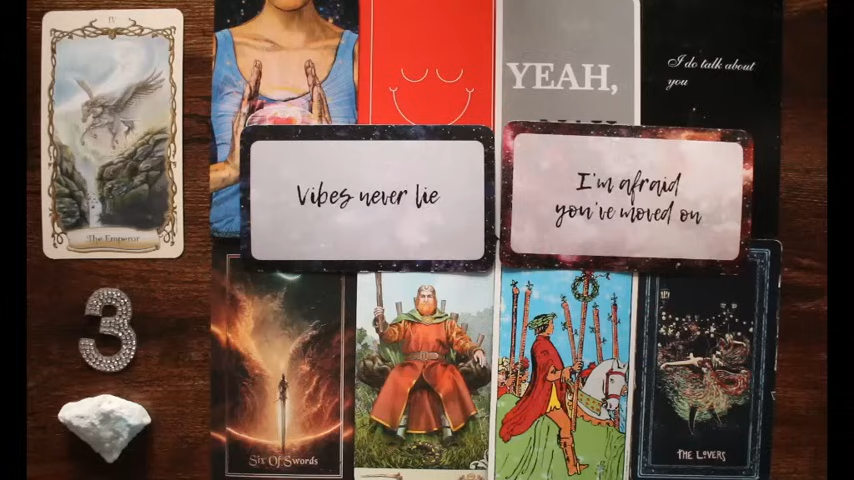 IV
The Emperor
YEAH,
I do talk about
you
Vibes never lie
I'm afraid
you've moved on
3
Six Of Swords
THE LOVERS